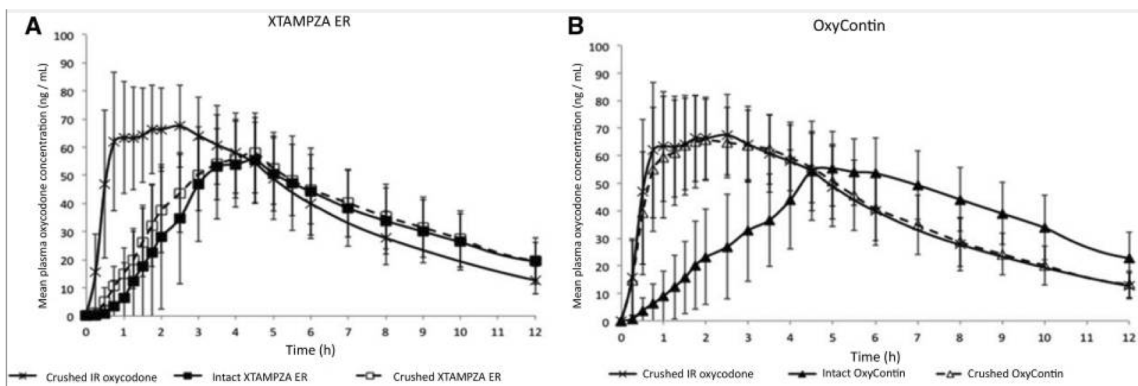 A
XTAMPZA ER
Mean plasma oxycodone concentration (ng / mL)
100
90
80
70
60
50
40
30
20
10
0
0 1 2 3 4 5 6 7 8 9 10 12
Time (h)
Crushed IR oxycodone Intact XTAMPZA ER Crushed XTAMPZA ER
B
OxyContin
Mean plasma oxycodone concentration (ng / mL)
100
90
80
70
60
50
40
30
20
10
0
0 1 2 3 4 5 6 7 8 9 10 11 12
Time (h)
Crushed IR oxycodone Intact OxyContin Crushed OxyContin